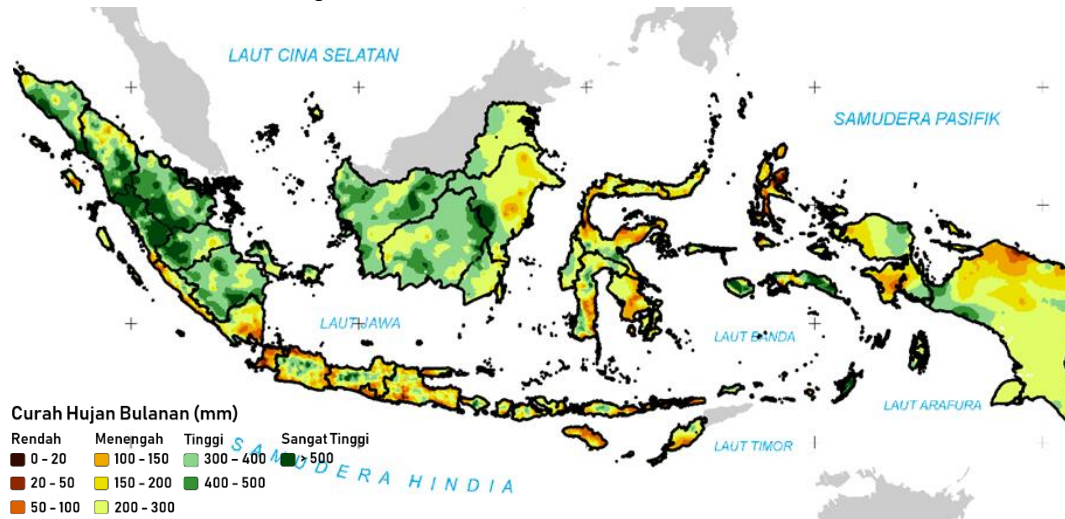 LAUT CINA SELATAN
SAMUDERA PASIFIK
LAUT JAWA
LAUT BANDA
LAUT ARAFURA
LAUT TIMOR
SAMUDERA HINDIA
Curah Hujan Bulanan (mm)
Rendah Menengah Tinggi Sangat Tinggi
0 - 20 100 - 150 300 - 400 > 500
20 - 50 150 - 200 400 - 500
50 - 100 200 - 300